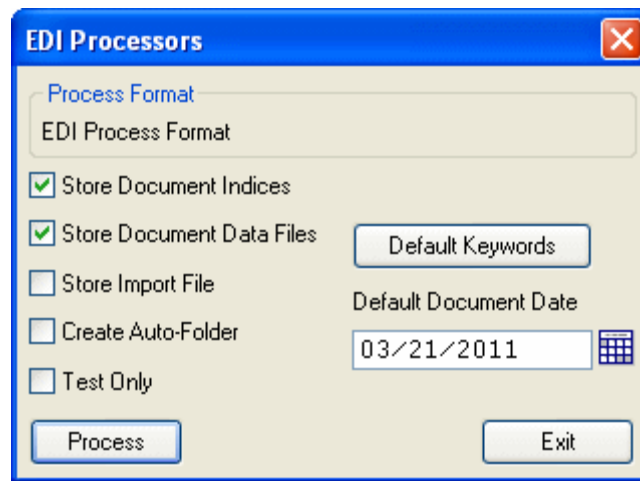 EDI Processors
Process Format
EDI Process Format
Store Document Indices
Store Document Data Files
Default Keywords
Store Import File
Default Document Date
Create Auto-Folder
03/21/2011
Test Only
Process
Exit